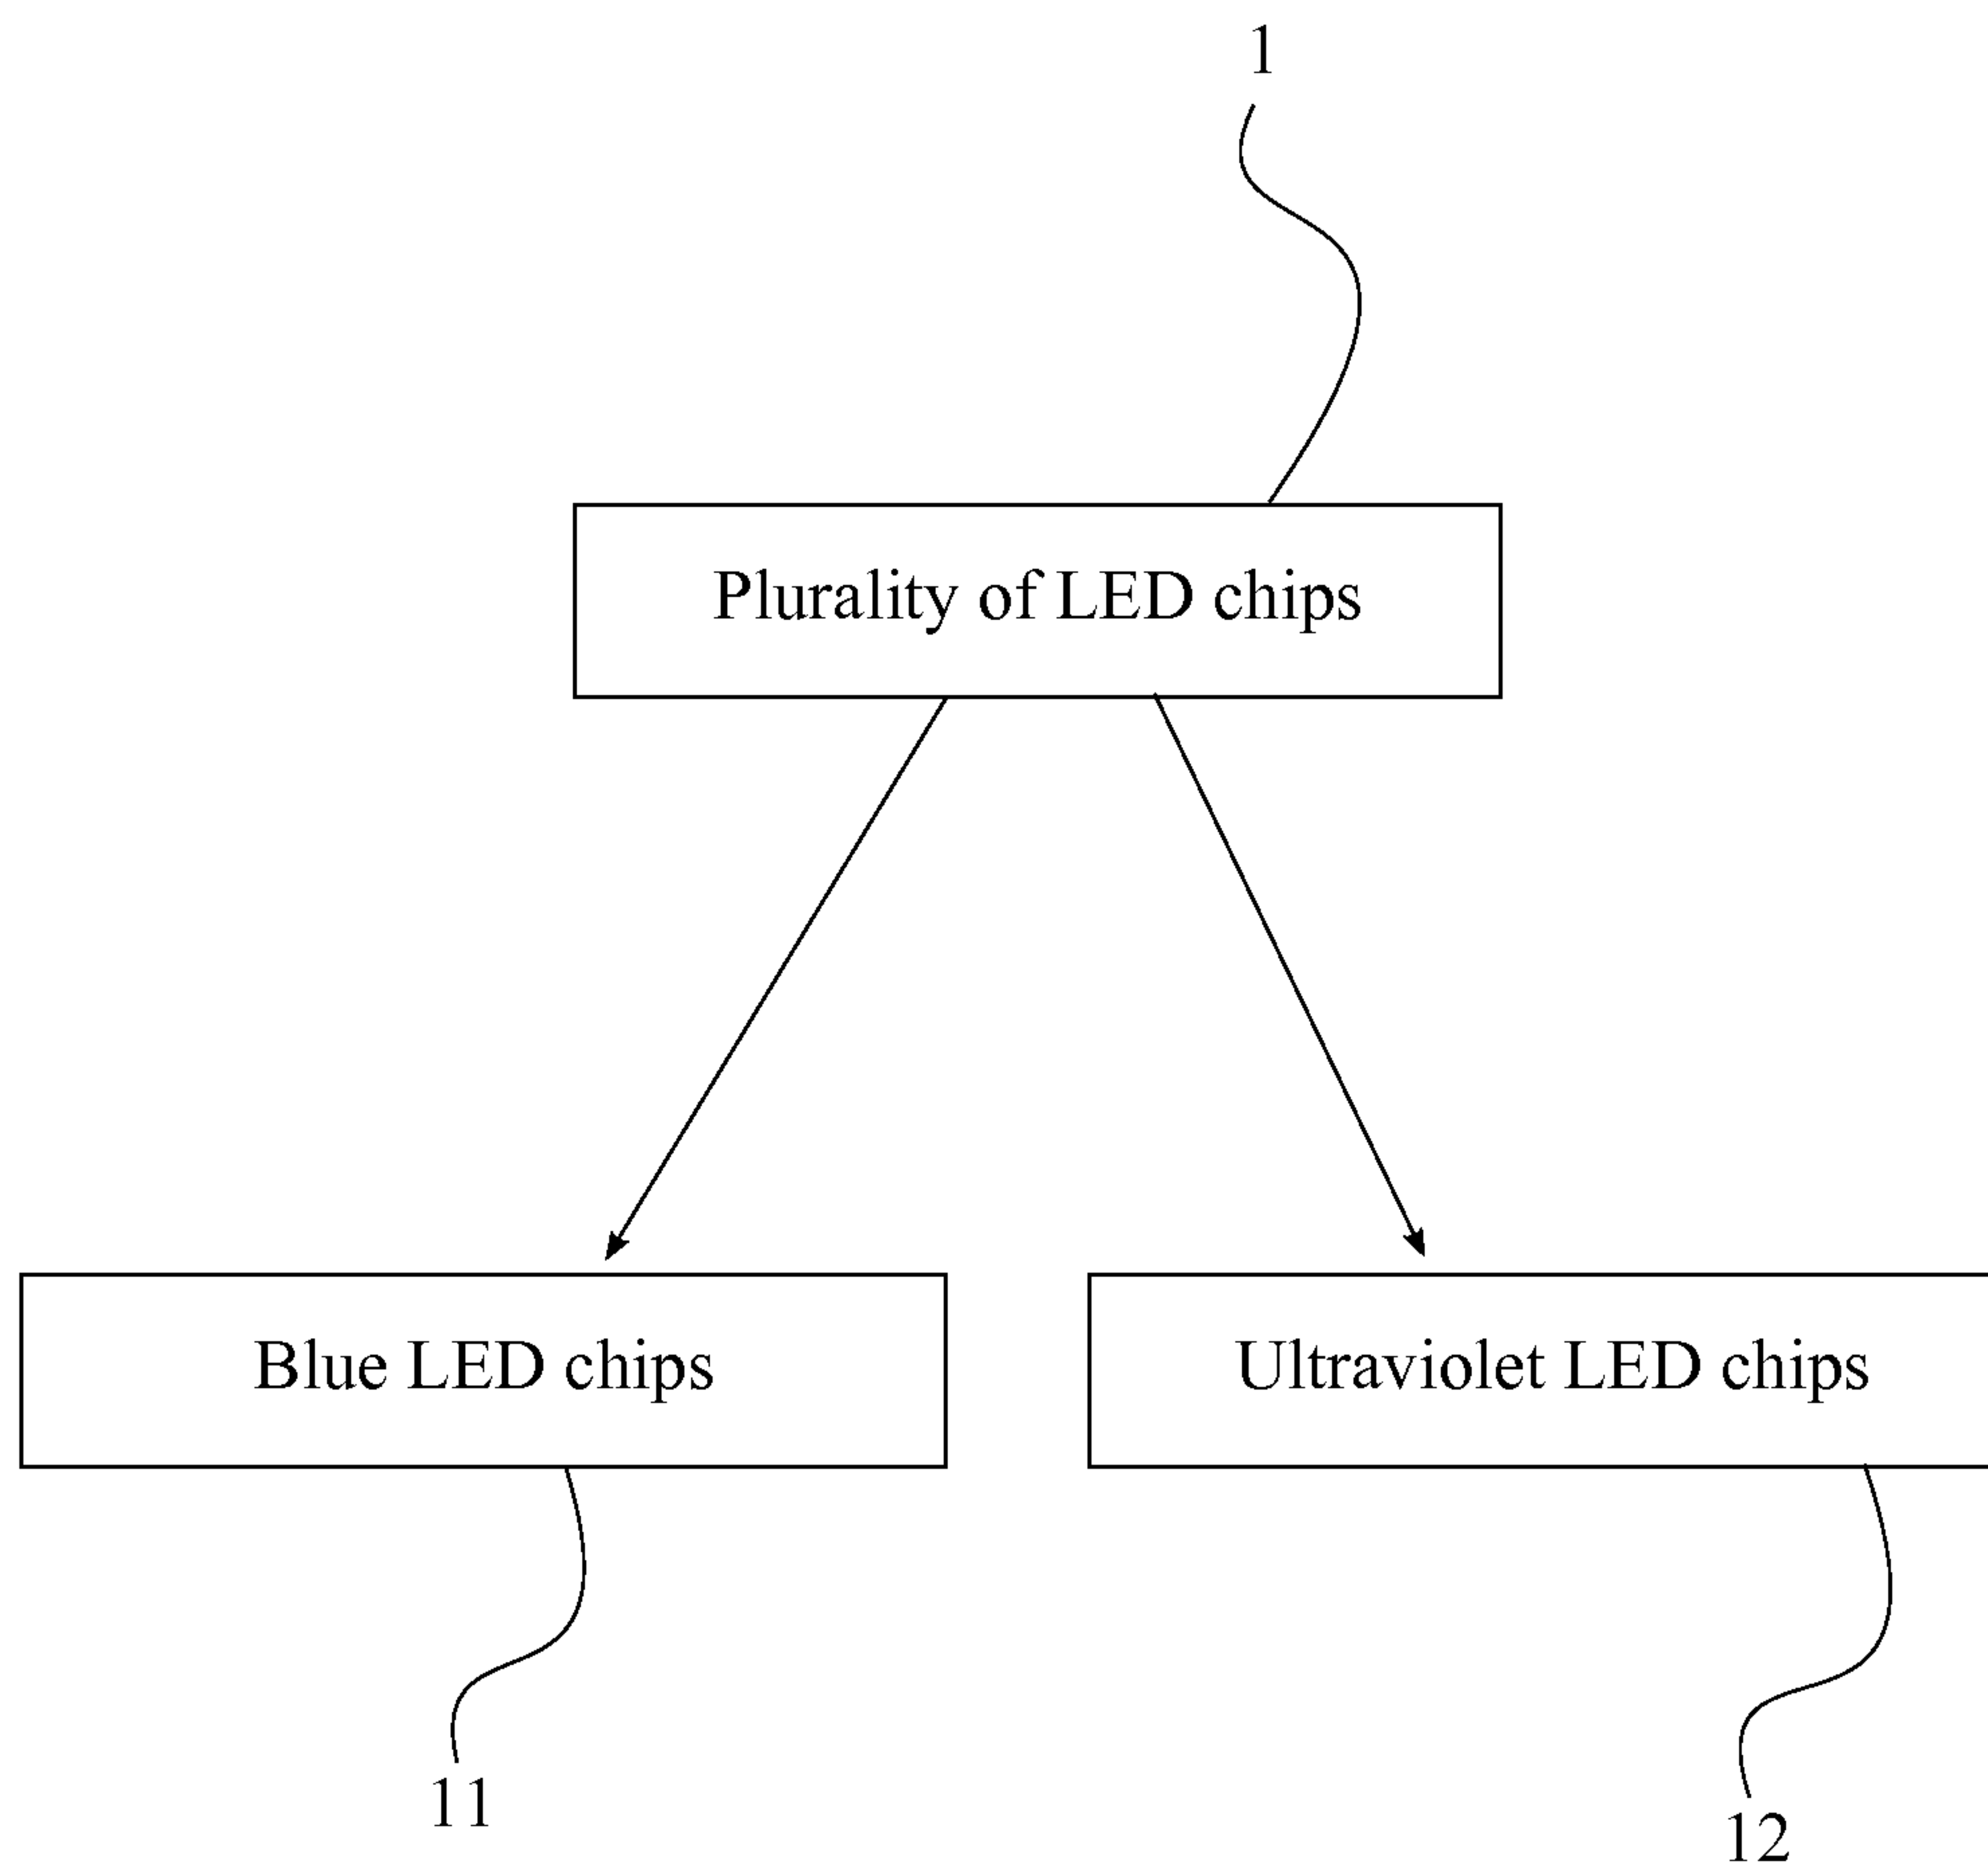 1
Plurality of LED chips
Blue LED chips
Ultraviolet LED chips
11
12